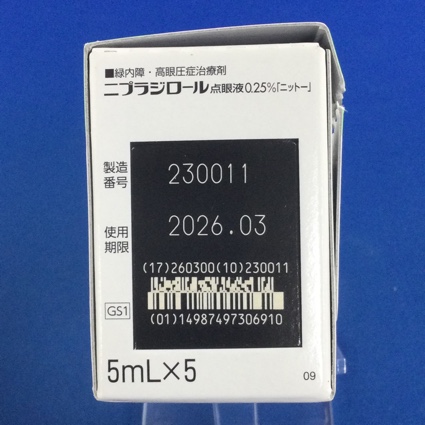 ■緑内障・高眼圧症治療剤
ニプラジロール点眼液0.25%「ニットー」
製造番号 230011
使用期限 2026.03
(17)260300(10)230011
GS1
(01)14987497306910
5mL×5
09